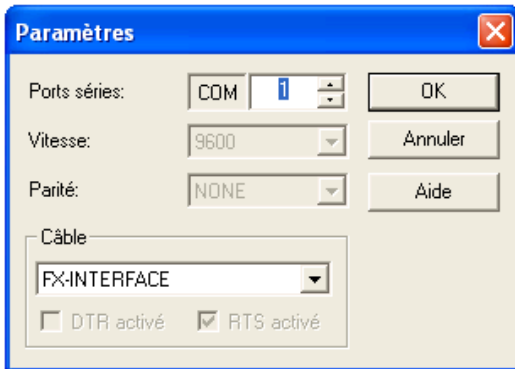 Paramètres
Ports séries: COM 1 OK
Vitesse: 9600 Annuler
Parité: NONE Aide
Câble
FX-INTERFACE
DTR activé RTS activé